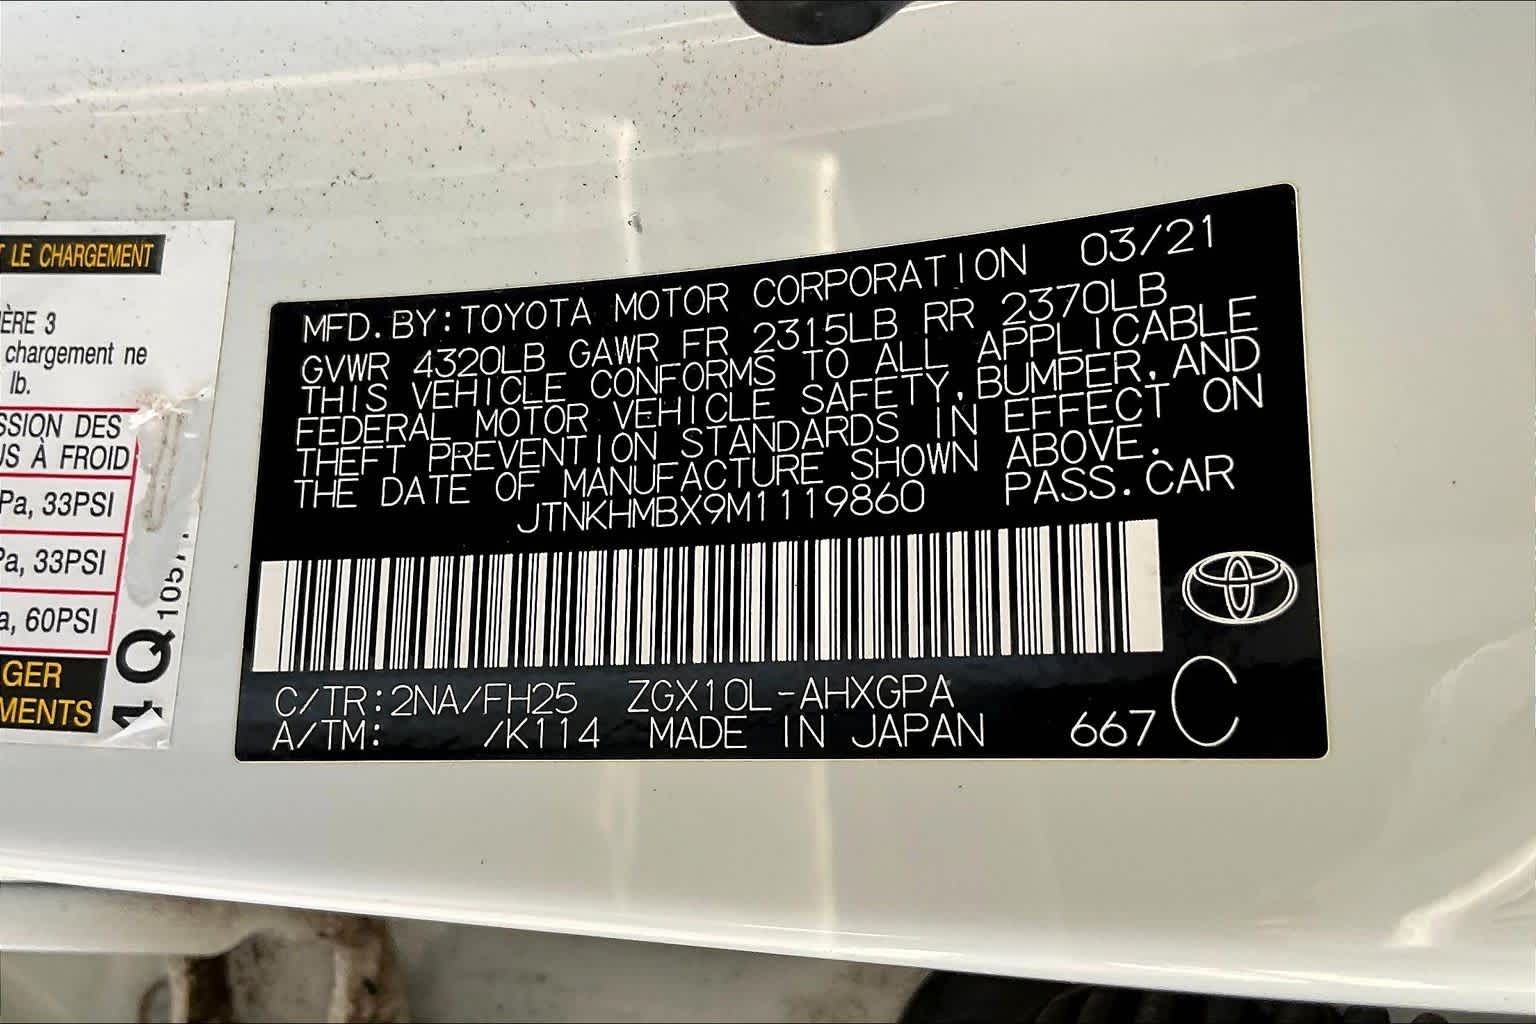 T LE CHARGEMENT
ÈRE 3
chargement ne
lb.
SSION DES
US À FROID
Pa, 33PSI
Pa, 33PSI
a, 60PSI
AGER
MENTS
4Q
MFD.BY:TOYOTA MOTOR CORPORATION 03/21
GVWR 4320LB GAWR FR 2315LB RR 2370LB
THIS VEHICLE CONFORMS TO ALL APPLICABLE
FEDERAL MOTOR VEHICLE SAFETY,BUMPER,AND
THEFT PREVENTION STANDARDS IN EFFECT ON
THE DATE OF MANUFACTURE SHOWN ABOVE.
JTNKHMBX9M1119860 PASS.CAR
C/TR:2NA/FH25 ZGX10L-AHXGPA
A/TM: /K114 MADE IN JAPAN 667 C